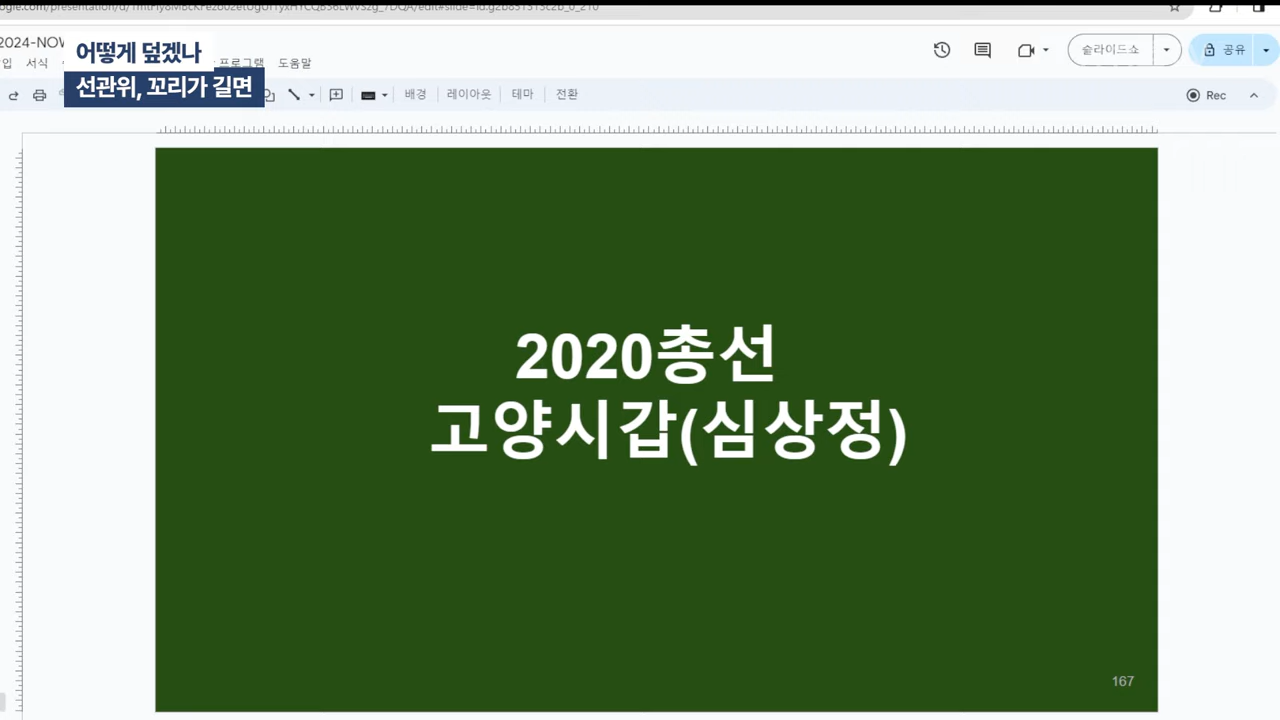 2024-NOV
어떻게 덮겠나
선관위, 꼬리가 길면
서식
프로그램
도움말
슬라이드쇼
공유
배경
레이아웃
테마
전환
Rec
2020총선
고양시갑(심상정)
167